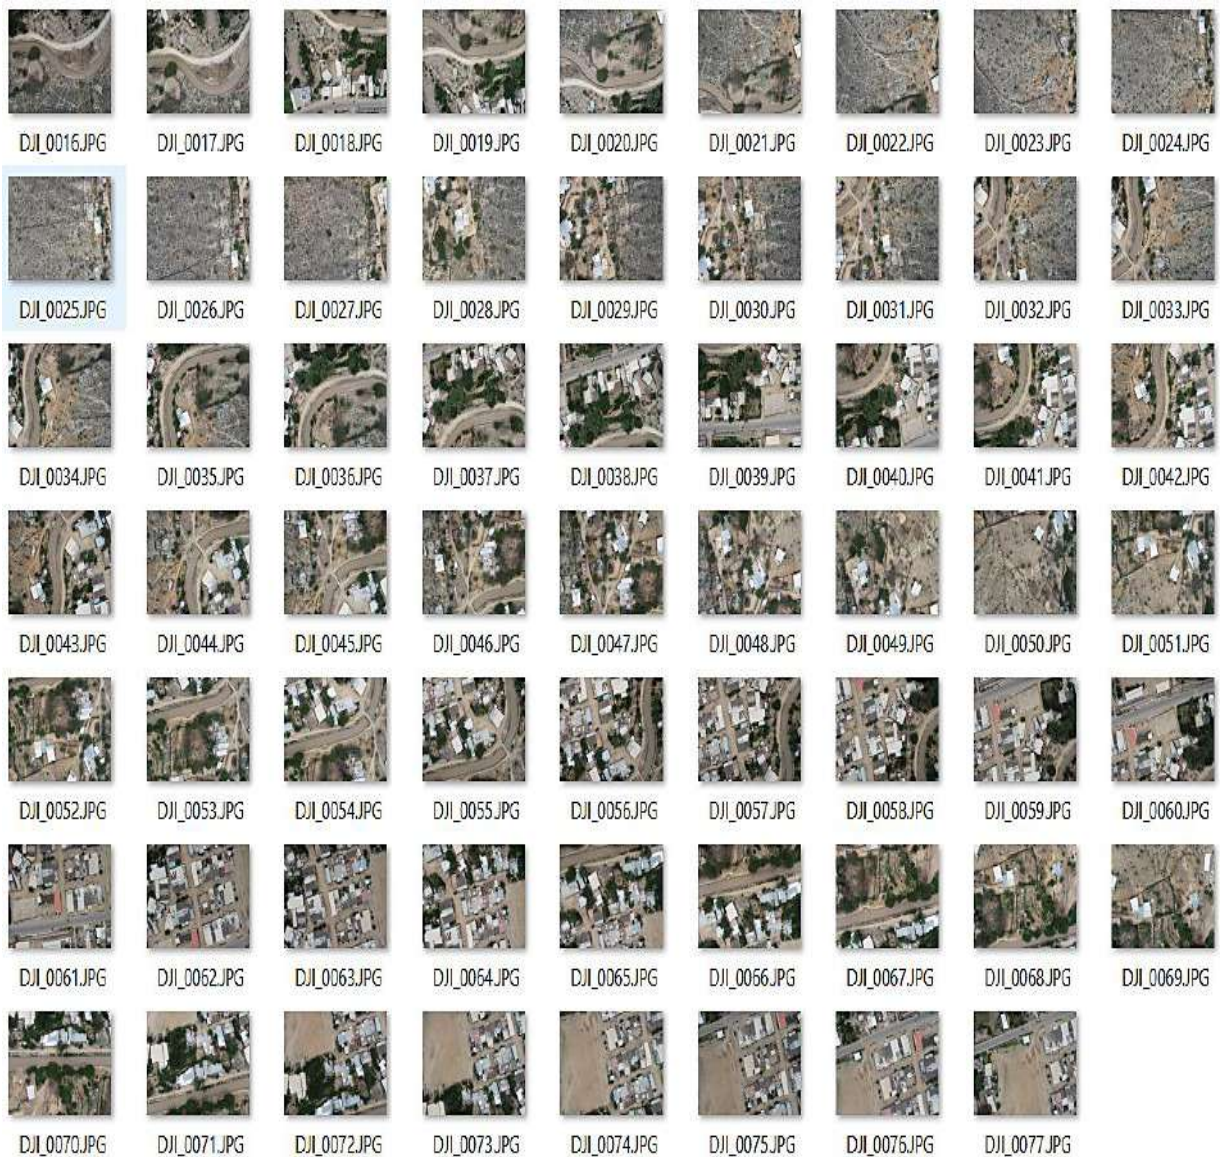 DJI_0016.JPG DJI_0017.JPG DJI_0018.JPG DJI_0019.JPG DJI_0020.JPG DJI_0021.JPG DJI_0022.JPG DJI_0023.JPG DJI_0024.JPG
DJI_0025.JPG DJI_0026.JPG DJI_0027.JPG DJI_0028.JPG DJI_0029.JPG DJI_0030.JPG DJI_0031.JPG DJI_0032.JPG DJI_0033.JPG
DJI_0034.JPG DJI_0035.JPG DJI_0036.JPG DJI_0037.JPG DJI_0038.JPG DJI_0039.JPG DJI_0040.JPG DJI_0041.JPG DJI_0042.JPG
DJI_0043.JPG DJI_0044.JPG DJI_0045.JPG DJI_0046.JPG DJI_0047.JPG DJI_0048.JPG DJI_0049.JPG DJI_0050.JPG DJI_0051.JPG
DJI_0052.JPG DJI_0053.JPG DJI_0054.JPG DJI_0055.JPG DJI_0056.JPG DJI_0057.JPG DJI_0058.JPG DJI_0059.JPG DJI_0060.JPG
DJI_0061.JPG DJI_0062.JPG DJI_0063.JPG DJI_0064.JPG DJI_0065.JPG DJI_0066.JPG DJI_0067.JPG DJI_0068.JPG DJI_0069.JPG
DJI_0070.JPG DJI_0071.JPG DJI_0072.JPG DJI_0073.JPG DJI_0074.JPG DJI_0075.JPG DJI_0076.JPG DJI_0077.JPG